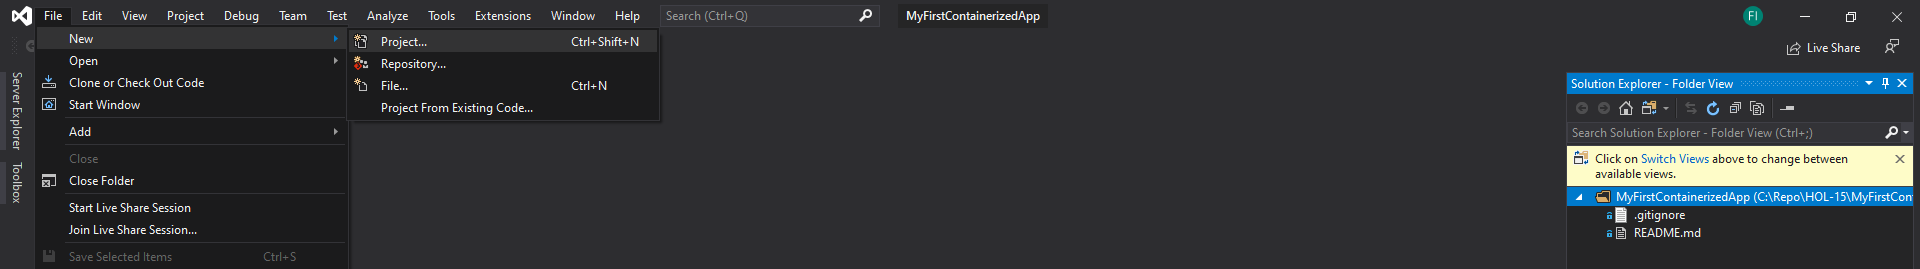 File Edit View Project Debug Team Test Analyze Tools Extensions Window Help Search (Ctrl+Q) MyFirstContainerizedApp FI
New
Project... Ctrl+Shift+N
Live Share
Open
Repository...
Clone or Check Out Code
File... Ctrl+N
Start Window
Project From Existing Code...
Add
Close
Close Folder
Start Live Share Session
Join Live Share Session...
Save Selected Items Ctrl+S
Server Explorer
Toolbox
Solution Explorer - Folder View
Search Solution Explorer - Folder View (Ctrl+;)
Click on Switch Views above to change between
available views.
MyFirstContainerizedApp (C:\Repo\HOL-15\MyFirstCon
.gitignore
README.md